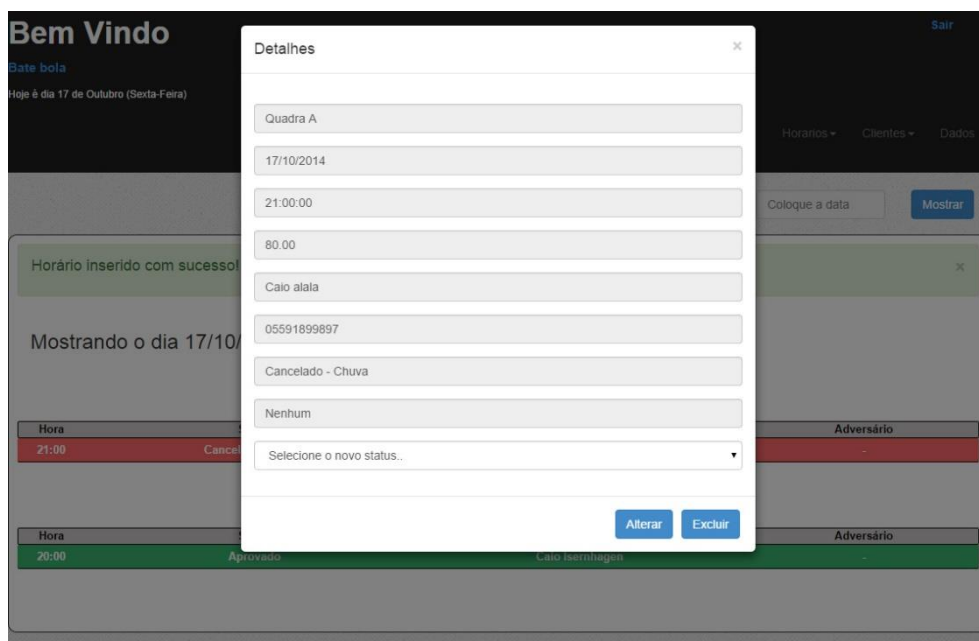 Bem Vindo
Sair
Bate bola
Hoje é dia 17 de Outubro (Sexta-Feira)
Horarios
Clientes
Dados
Coloque a data
Mostrar
Horário inserido com sucesso!
×
Mostrando o dia 17/10/
Hora
Adversário
21:00
Cancel
-
Hora
Adversário
20:00
Aprovado
Caio Isernhagen
-
Detalhes
×
Quadra A
17/10/2014
21:00:00
80.00
Caio alala
05591899897
Cancelado - Chuva
Nenhum
Selecione o novo status..
Alterar
Excluir